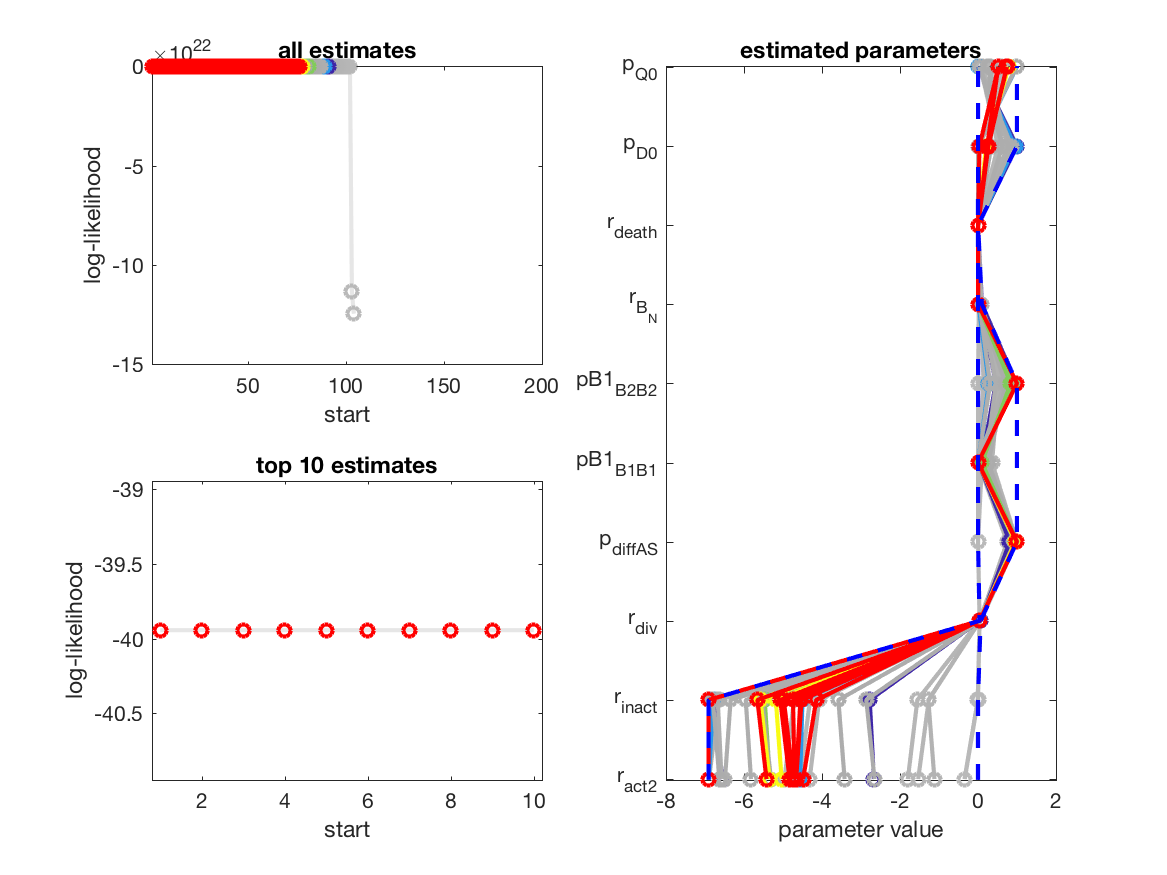 all estimates
×10^22
0
-5
-10
-15
50
100
150
200
log-likelihood
start
top 10 estimates
-39
-39.5
-40
-40.5
2
4
6
8
10
log-likelihood
start
estimated parameters
p_Q0
p_D0
r_death
r_B_N
pB1_B2B2
pB1_B1B1
p_diffAS
r_div
r_inact
r_act2
-8
-6
-4
-2
0
2
parameter value